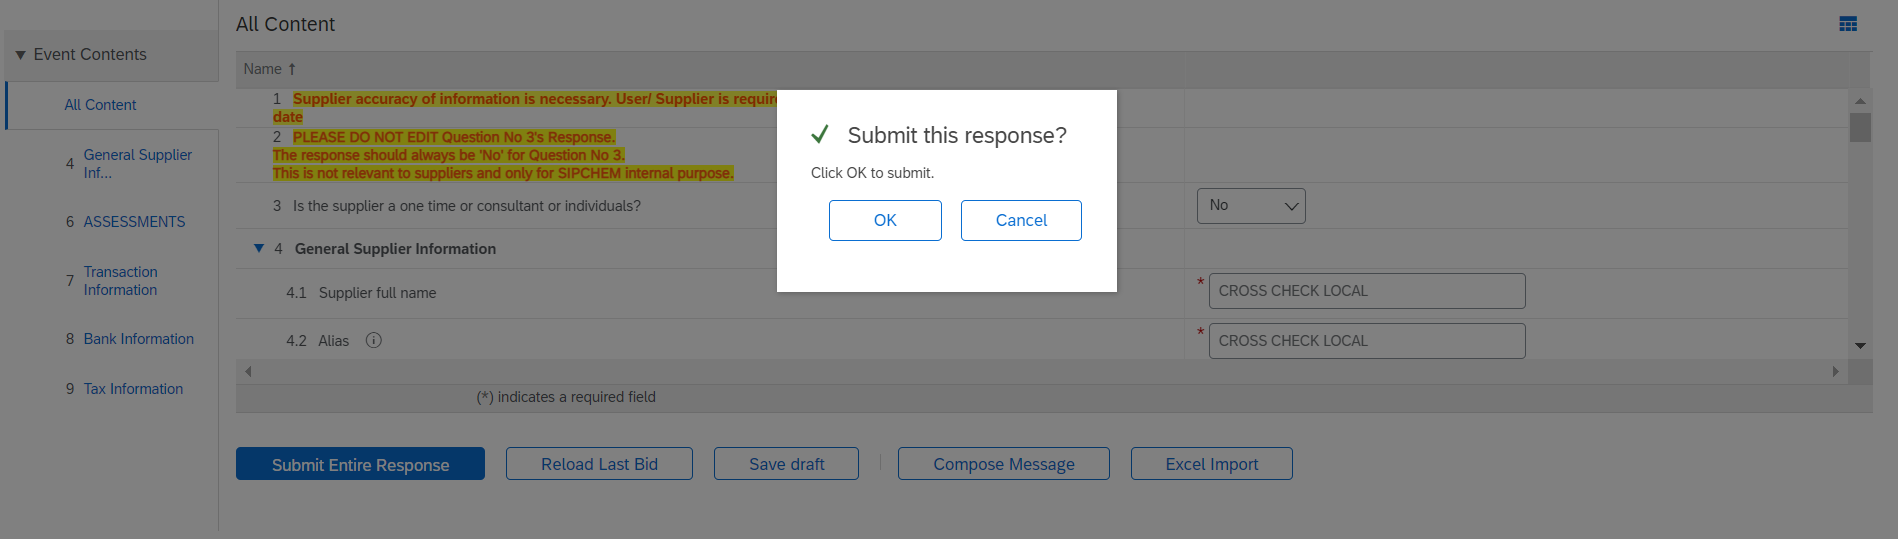 All Content
Event Contents
All Content
4 General Supplier
Inf...
6 ASSESSMENTS
7 Transaction
Information
8 Bank Information
9 Tax Information
Name ↑
1 Supplier accuracy of information is necessary. User/ Supplier is
date
2 PLEASE DO NOT EDIT Question No 3's Response.
The response should always be 'No' for Question No 3.
This is not relevant to suppliers and only for SIPCHEM internal purpose.
3 Is the supplier a one time or consultant or individuals?
No
4 General Supplier Information
4.1 Supplier full name
* CROSS CHECK LOCAL
4.2 Alias
* CROSS CHECK LOCAL
(*) indicates a required field
Submit this response?
Click OK to submit.
OK
Cancel
Submit Entire Response
Reload Last Bid
Save draft
Compose Message
Excel Import